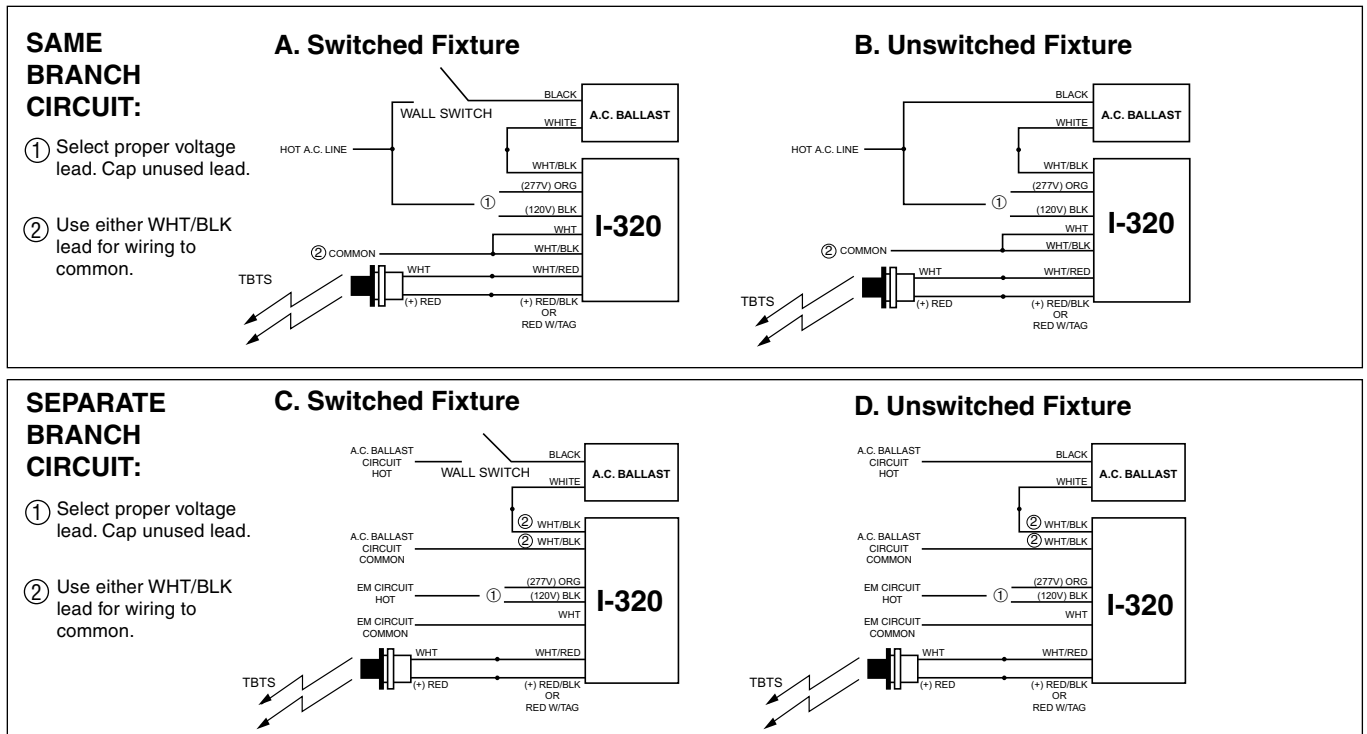 SAME
BRANCH
CIRCUIT:
① Select proper voltage
lead. Cap unused lead.
② Use either WHT/BLK
lead for wiring to
common.
A. Switched Fixture
BLACK
WALL SWITCH
A.C. BALLAST
WHITE
HOT A.C. LINE
WHT/BLK
(277V) ORG
①
(120V) BLK
I-320
WHT
② COMMON
WHT/BLK
TBTS
WHT
WHT/RED
(+) RED
(+) RED/BLK
OR
RED W/TAG
B. Unswitched Fixture
BLACK
A.C. BALLAST
WHITE
HOT A.C. LINE
WHT/BLK
(277V) ORG
①
(120V) BLK
I-320
WHT
② COMMON
WHT/BLK
WHT
WHT/RED
TBTS
(+) RED
(+) RED/BLK
OR
RED W/TAG
SEPARATE
BRANCH
CIRCUIT:
① Select proper voltage
lead. Cap unused lead.
② Use either WHT/BLK
lead for wiring to
common.
C. Switched Fixture
A.C. BALLAST
CIRCUIT
HOT
WALL SWITCH
BLACK
A.C. BALLAST
WHITE
② WHT/BLK
② WHT/BLK
A.C. BALLAST
CIRCUIT
COMMON
(277V) ORG
EM CIRCUIT
HOT
①
(120V) BLK
I-320
WHT
EM CIRCUIT
COMMON
WHT
WHT/RED
TBTS
(+) RED
(+) RED/BLK
OR
RED W/TAG
D. Unswitched Fixture
A.C. BALLAST
CIRCUIT
HOT
BLACK
A.C. BALLAST
WHITE
② WHT/BLK
② WHT/BLK
A.C. BALLAST
CIRCUIT
COMMON
(277V) ORG
EM CIRCUIT
HOT
①
(120V) BLK
I-320
WHT
EM CIRCUIT
COMMON
WHT
WHT/RED
TBTS
(+) RED
(+) RED/BLK
OR
RED W/TAG